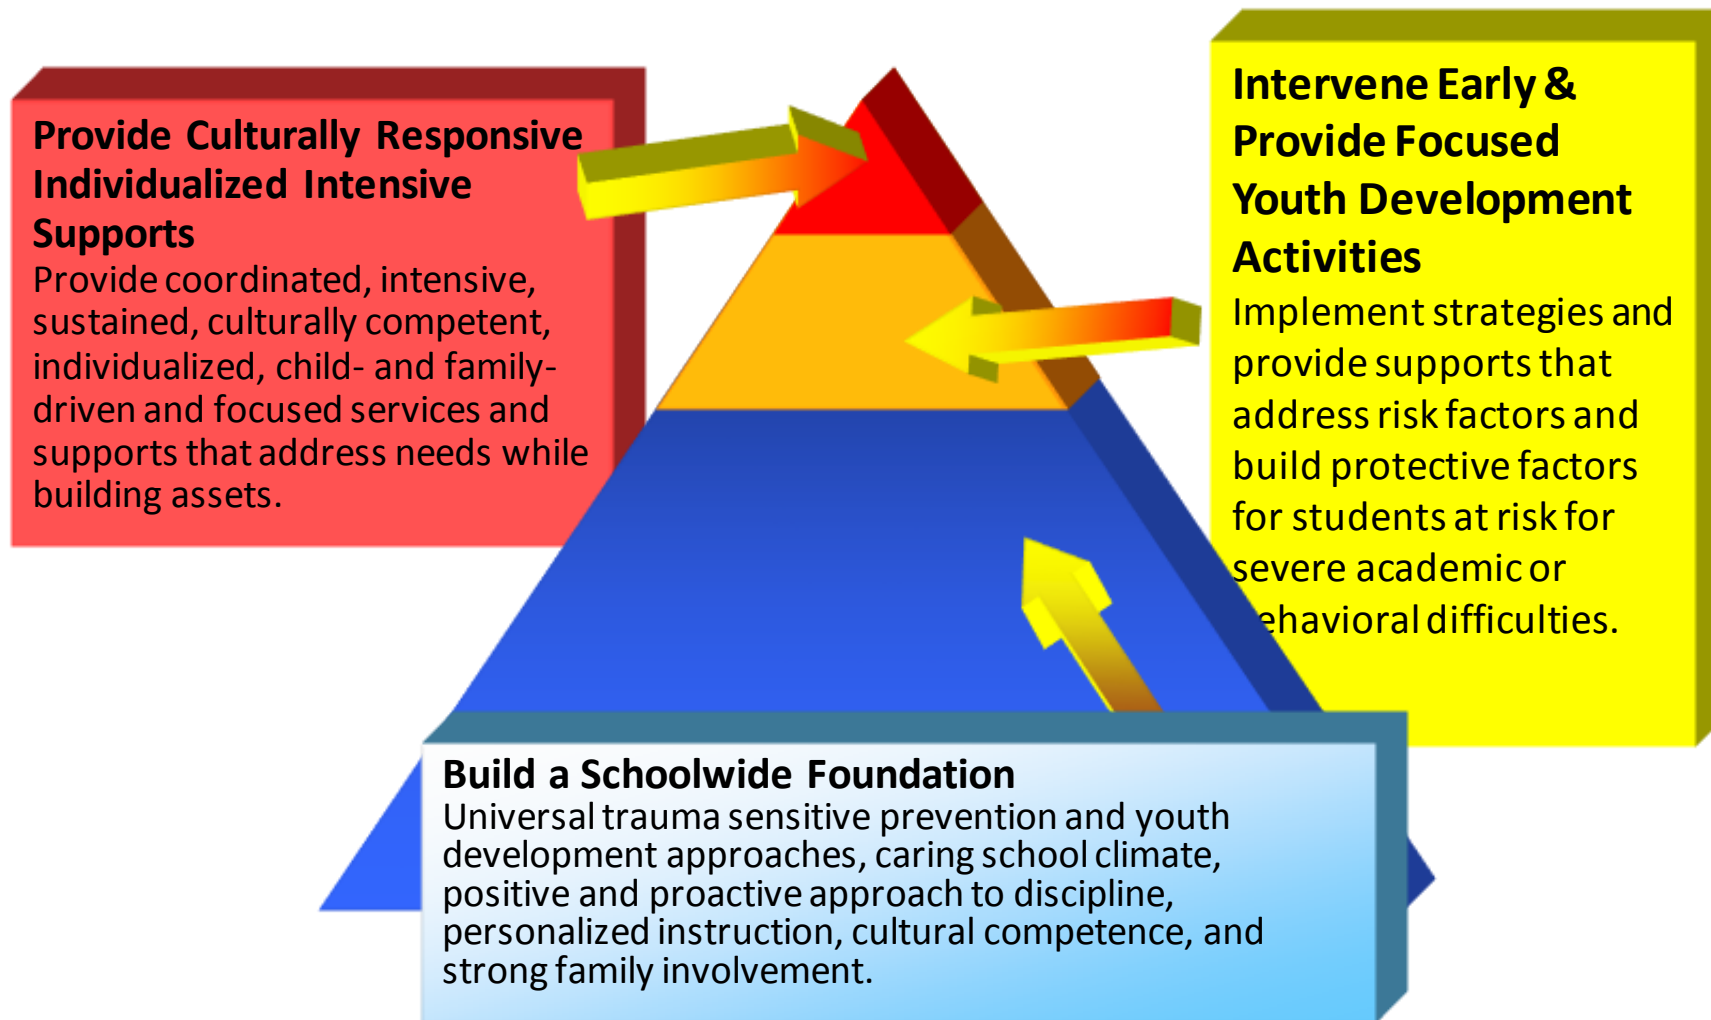 Provide Culturally Responsive
Individualized Intensive
Supports
Provide coordinated, intensive,
sustained, culturally competent,
individualized, child- and family-
driven and focused services and
supports that address needs while
building assets.
Intervene Early &
Provide Focused
Youth Development
Activities
Implement strategies and
provide supports that
address risk factors and
build protective factors
for students at risk for
severe academic or
behavioral difficulties.
Build a Schoolwide Foundation
Universal trauma sensitive prevention and youth
development approaches, caring school climate,
positive and proactive approach to discipline,
personalized instruction, cultural competence, and
strong family involvement.